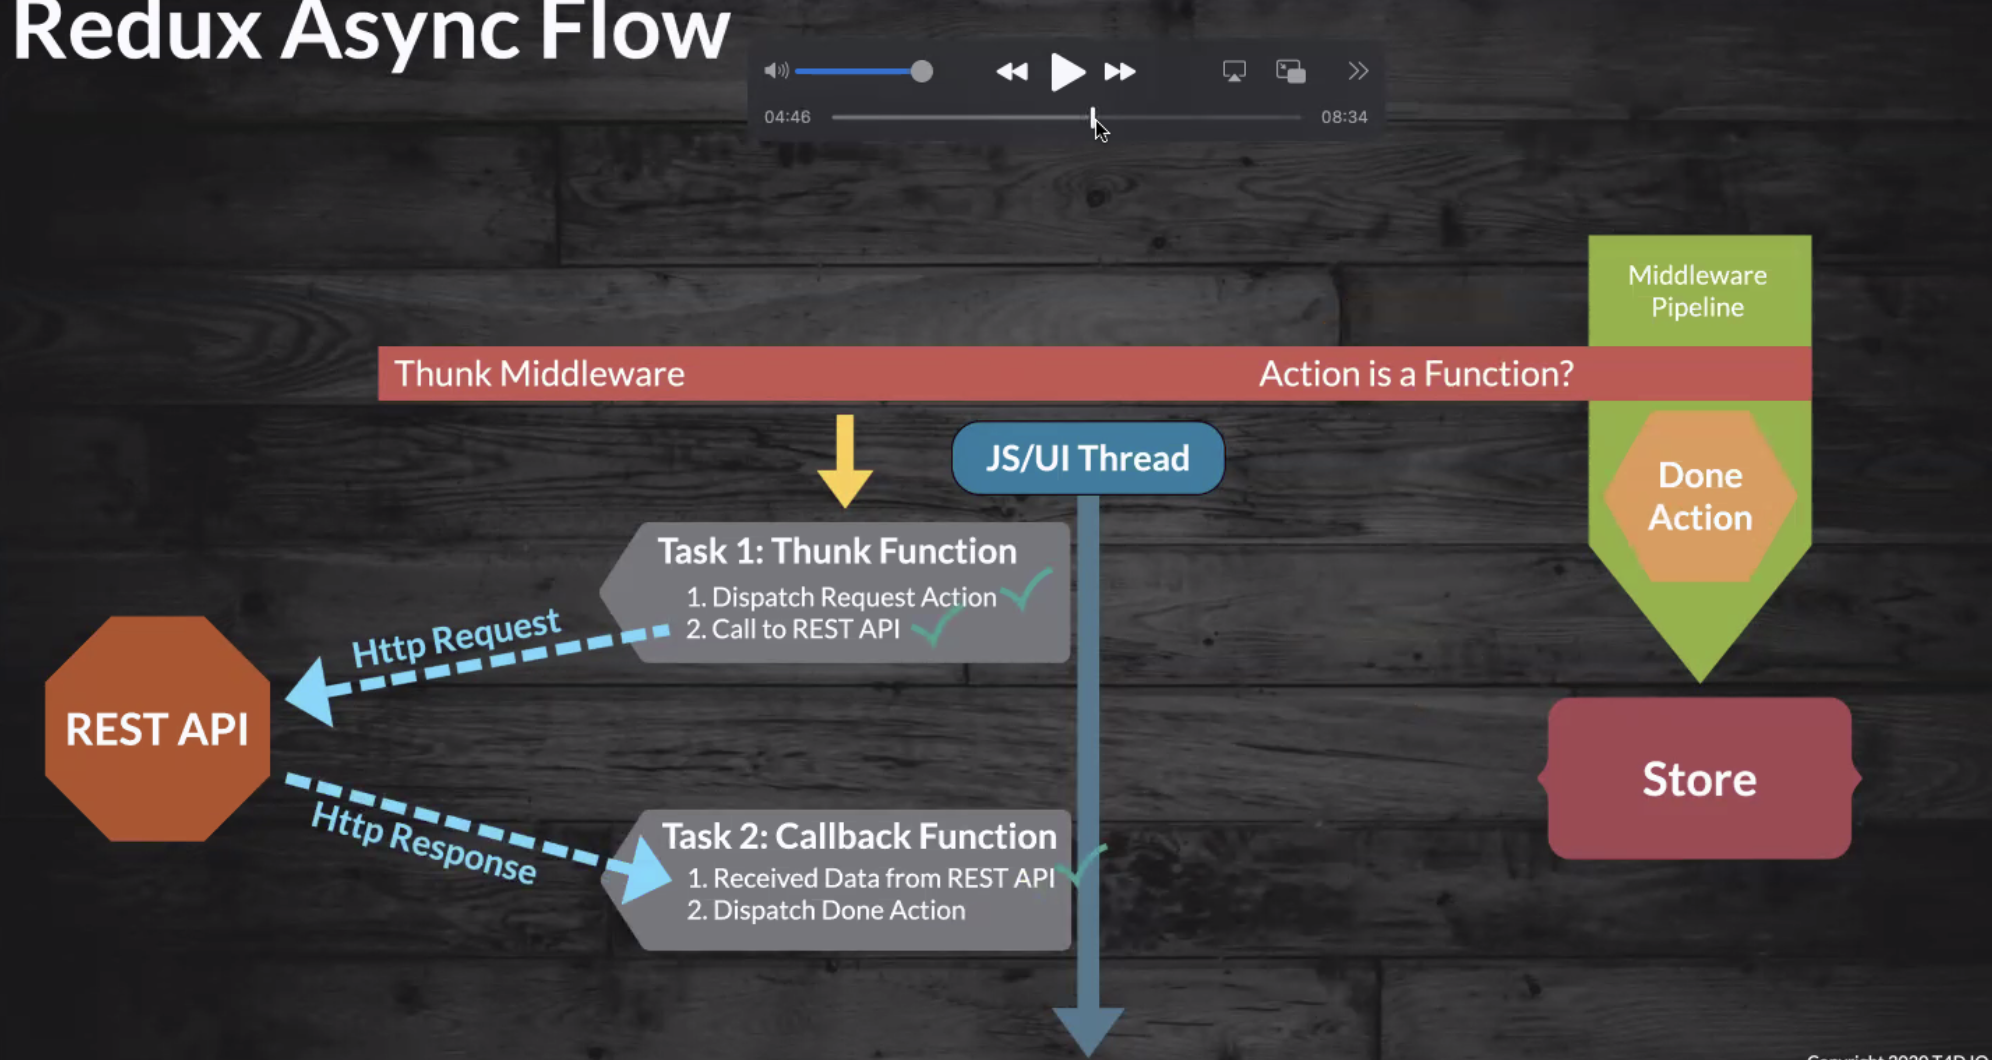 Redux Async Flow
04:46
08:34
Middleware
Pipeline
Thunk Middleware
Action is a Function?
JS/UI Thread
Done
Action
Task 1: Thunk Function
1. Dispatch Request Action
2. Call to REST API
Http Request
REST API
Http Response
Task 2: Callback Function
1. Received Data from REST API
2. Dispatch Done Action
Store